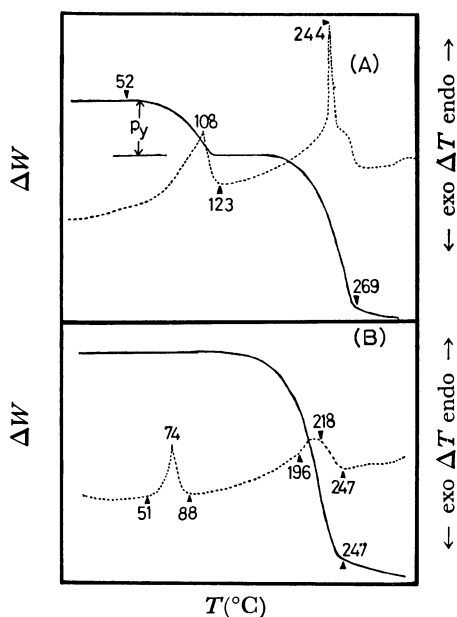 244
(A)
52
py
108
123
269
ΔW
← exo ΔT endo →
(B)
74
218
51
88
196
247
247
ΔW
← exo ΔT endo →
T(°C)